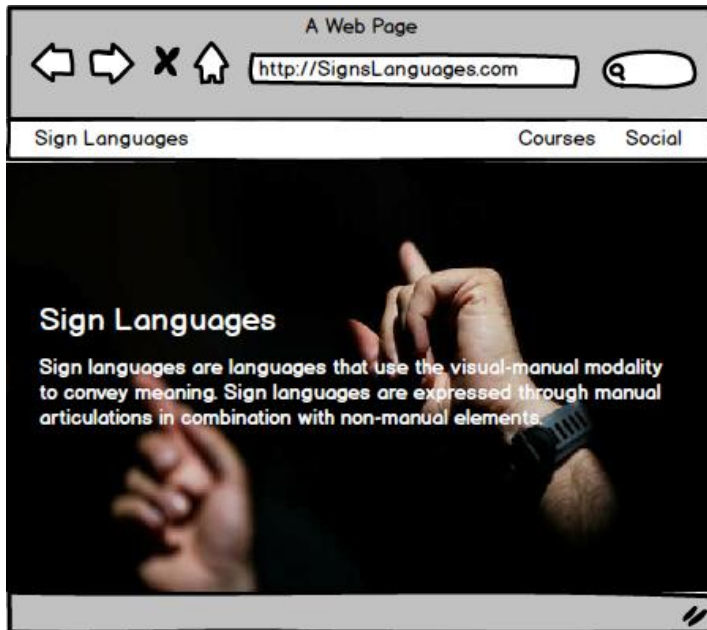 A Web Page
http://SignsLanguages.com
Sign Languages
Courses
Social
Sign Languages
Sign languages are languages that use the visual-manual modality
to convey meaning. Sign languages are expressed through manual
articulations in combination with non-manual elements.